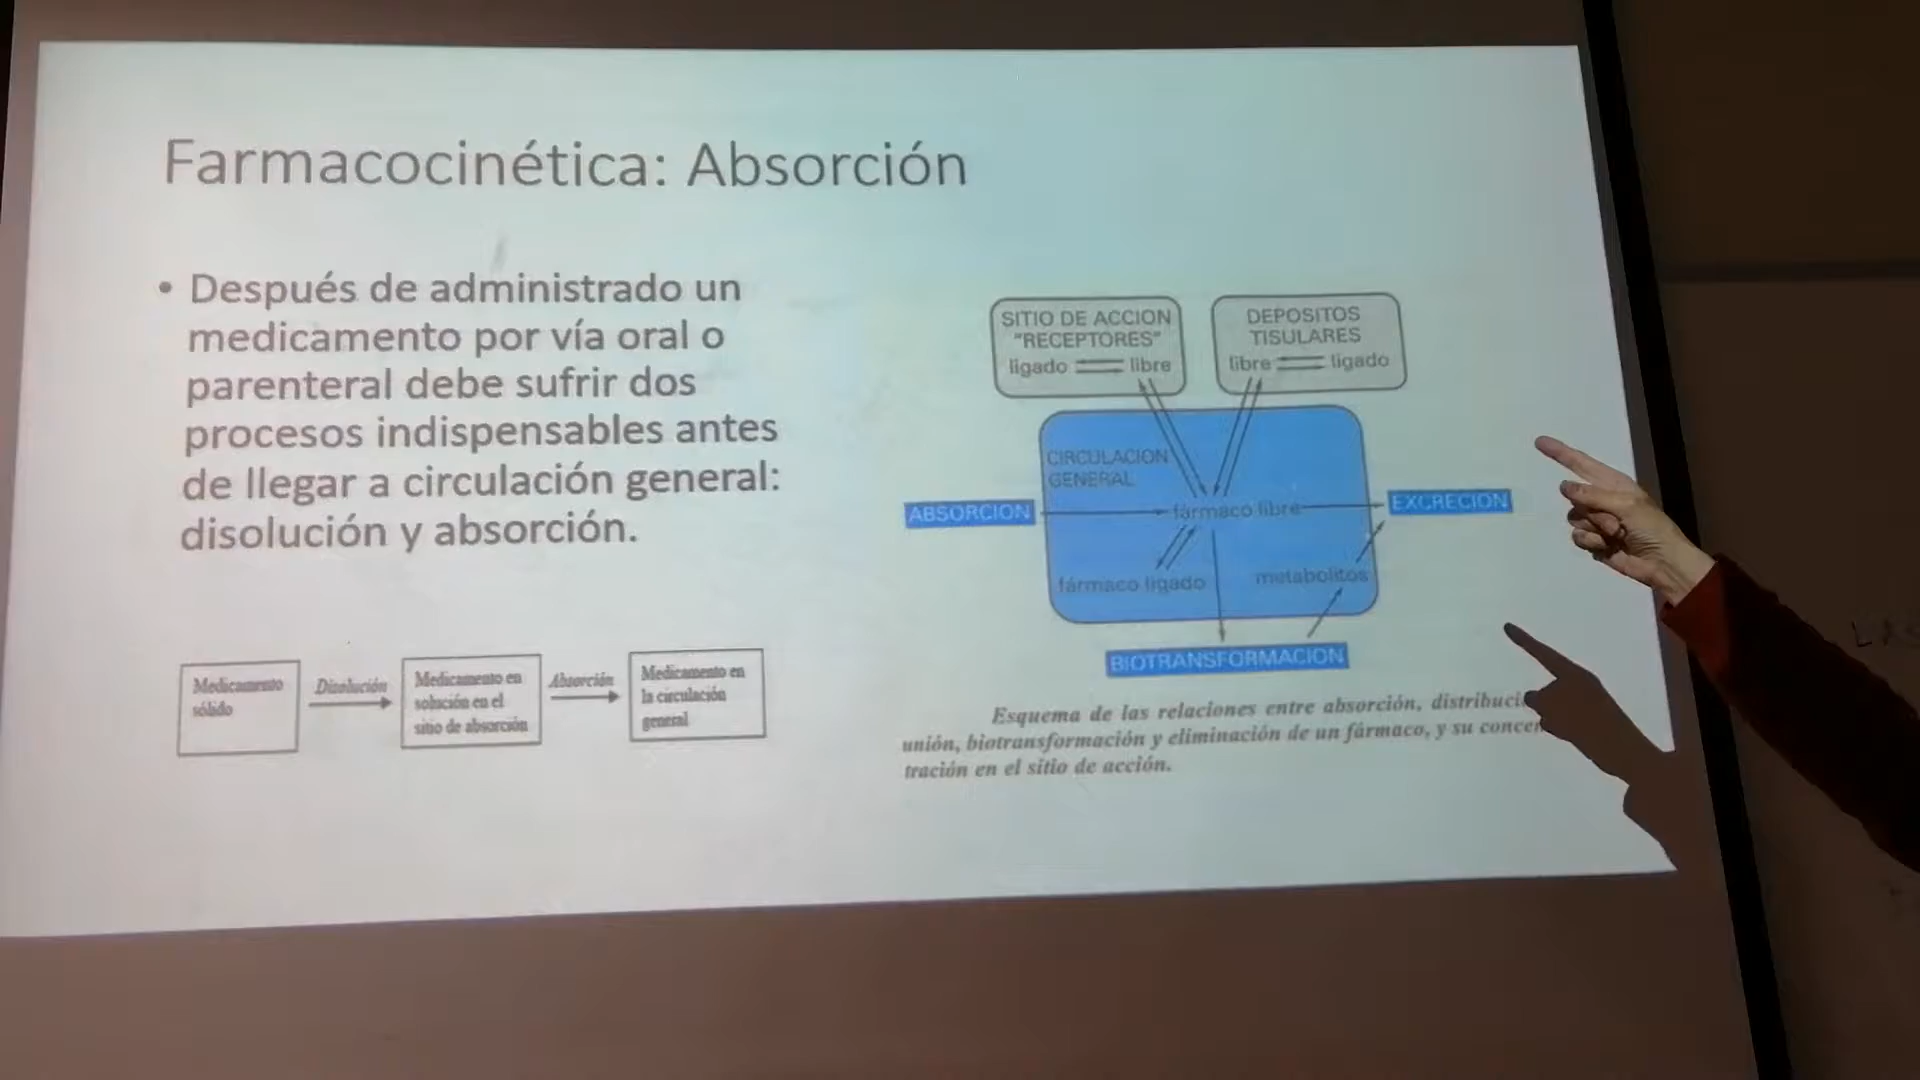 Farmacocinética: Absorción
• Después de administrado un
medicamento por vía oral o
parenteral debe sufrir dos
procesos indispensables antes
de llegar a circulación general:
disolución y absorción.
Medicamento
sólido
Disolución
Medicamento en
solución en el
sitio de absorción
Absorción
Medicamento en
la circulación
general
SITIO DE ACCION
"RECEPTORES"
ligado libre
DEPOSITOS
TISULARES
libre ligado
CIRCULACION
GENERAL
ABSORCION
fármaco libre
EXCRECION
fármaco ligado
metabolitos
BIOTRANSFORMACION
Esquema de las relaciones entre absorción, distribuci
unión, biotransformación y eliminación de un fármaco, y su concen
tración en el sitio de acción.